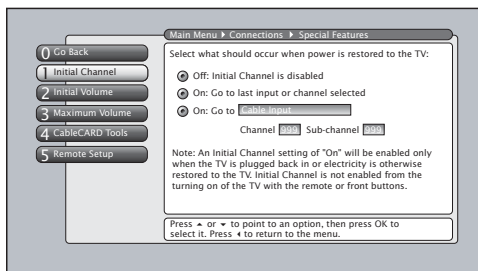 Main Menu Connections Special Features
0 Go Back
1 Initial Channel
2 Initial Volume
3 Maximum Volume
4 CableCARD Tools
5 Remote Setup
Select what should occur when power is restored to the TV:
Off: Initial Channel is disabled
On: Go to last input or channel selected
On: Go to Cable Input
Channel 999 Sub-channel 999
Note: An Initial Channel setting of "On" will be enabled only
when the TV is plugged back in or electricity is otherwise
restored to the TV. Initial Channel is not enabled from the
turning on of the TV with the remote or front buttons.
Press ▲ or ▼ to point to an option, then press OK to
select it. Press ◀ to return to the menu.